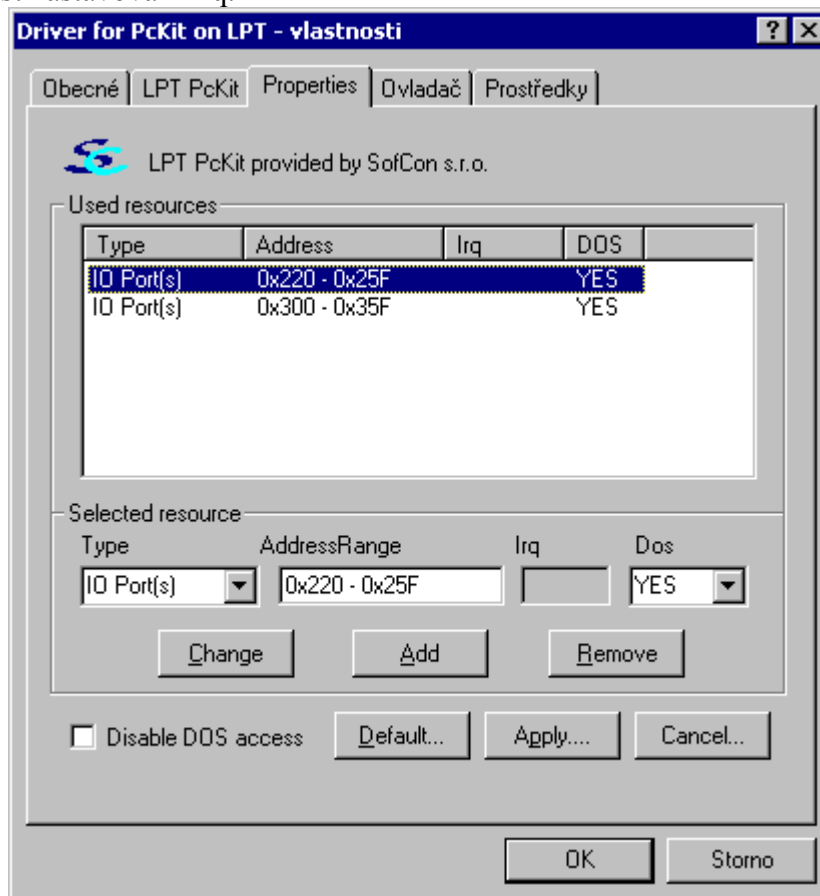 Driver for PcKit on LPT - vlastnosti
Obecné LPT PcKit Properties Ovladač Prostředky
LPT PcKit provided by SofCon s.r.o.
Used resources
Type Address Irq DOS
IO Port(s) 0x220 - 0x25F YES
IO Port(s) 0x300 - 0x35F YES
Selected resource
Type AddressRange Irq Dos
IO Port(s) 0x220 - 0x25F YES
Change Add Remove
Disable DOS access Default... Apply.... Cancel...
OK Storno